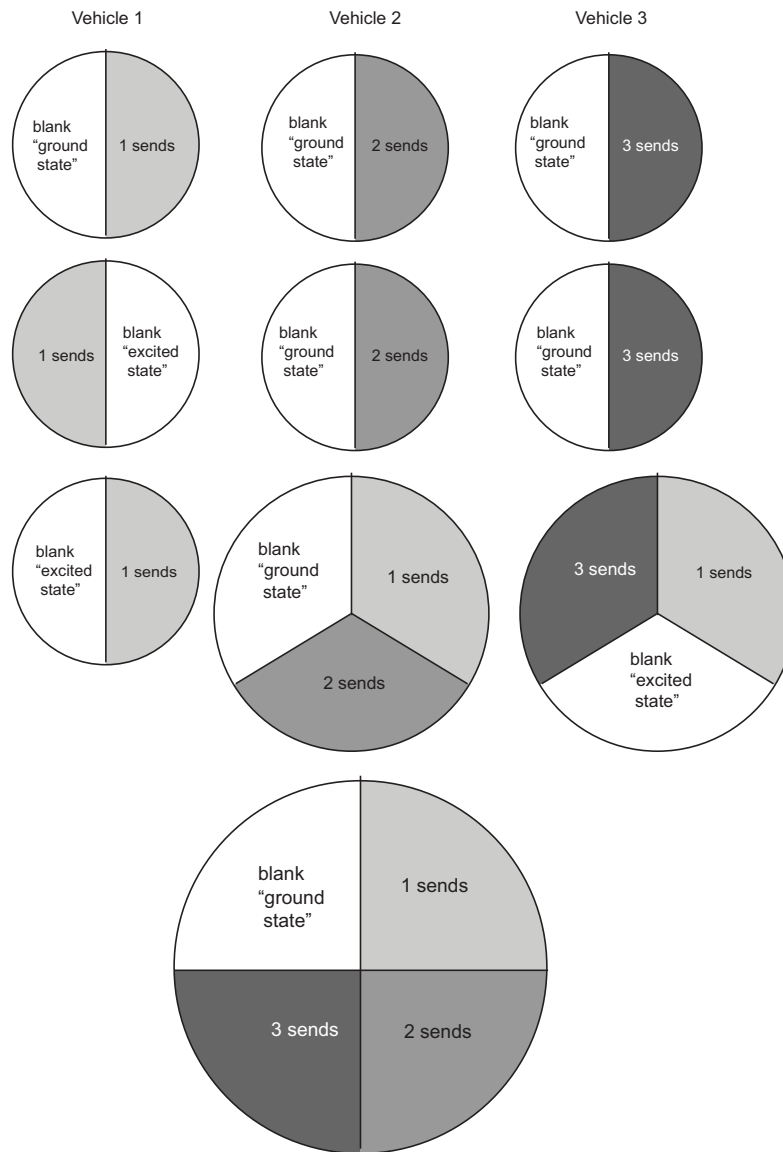 Vehicle 1
Vehicle 2
Vehicle 3
blank
“ground
state”
1 sends
blank
“ground
state”
2 sends
blank
“ground
state”
3 sends
1 sends
blank
“excited
state”
blank
“ground
state”
2 sends
blank
“ground
state”
3 sends
blank
“excited
state”
1 sends
blank
“ground
state”
1 sends
2 sends
3 sends
1 sends
blank
“excited
state”
blank
“ground
state”
1 sends
3 sends
2 sends